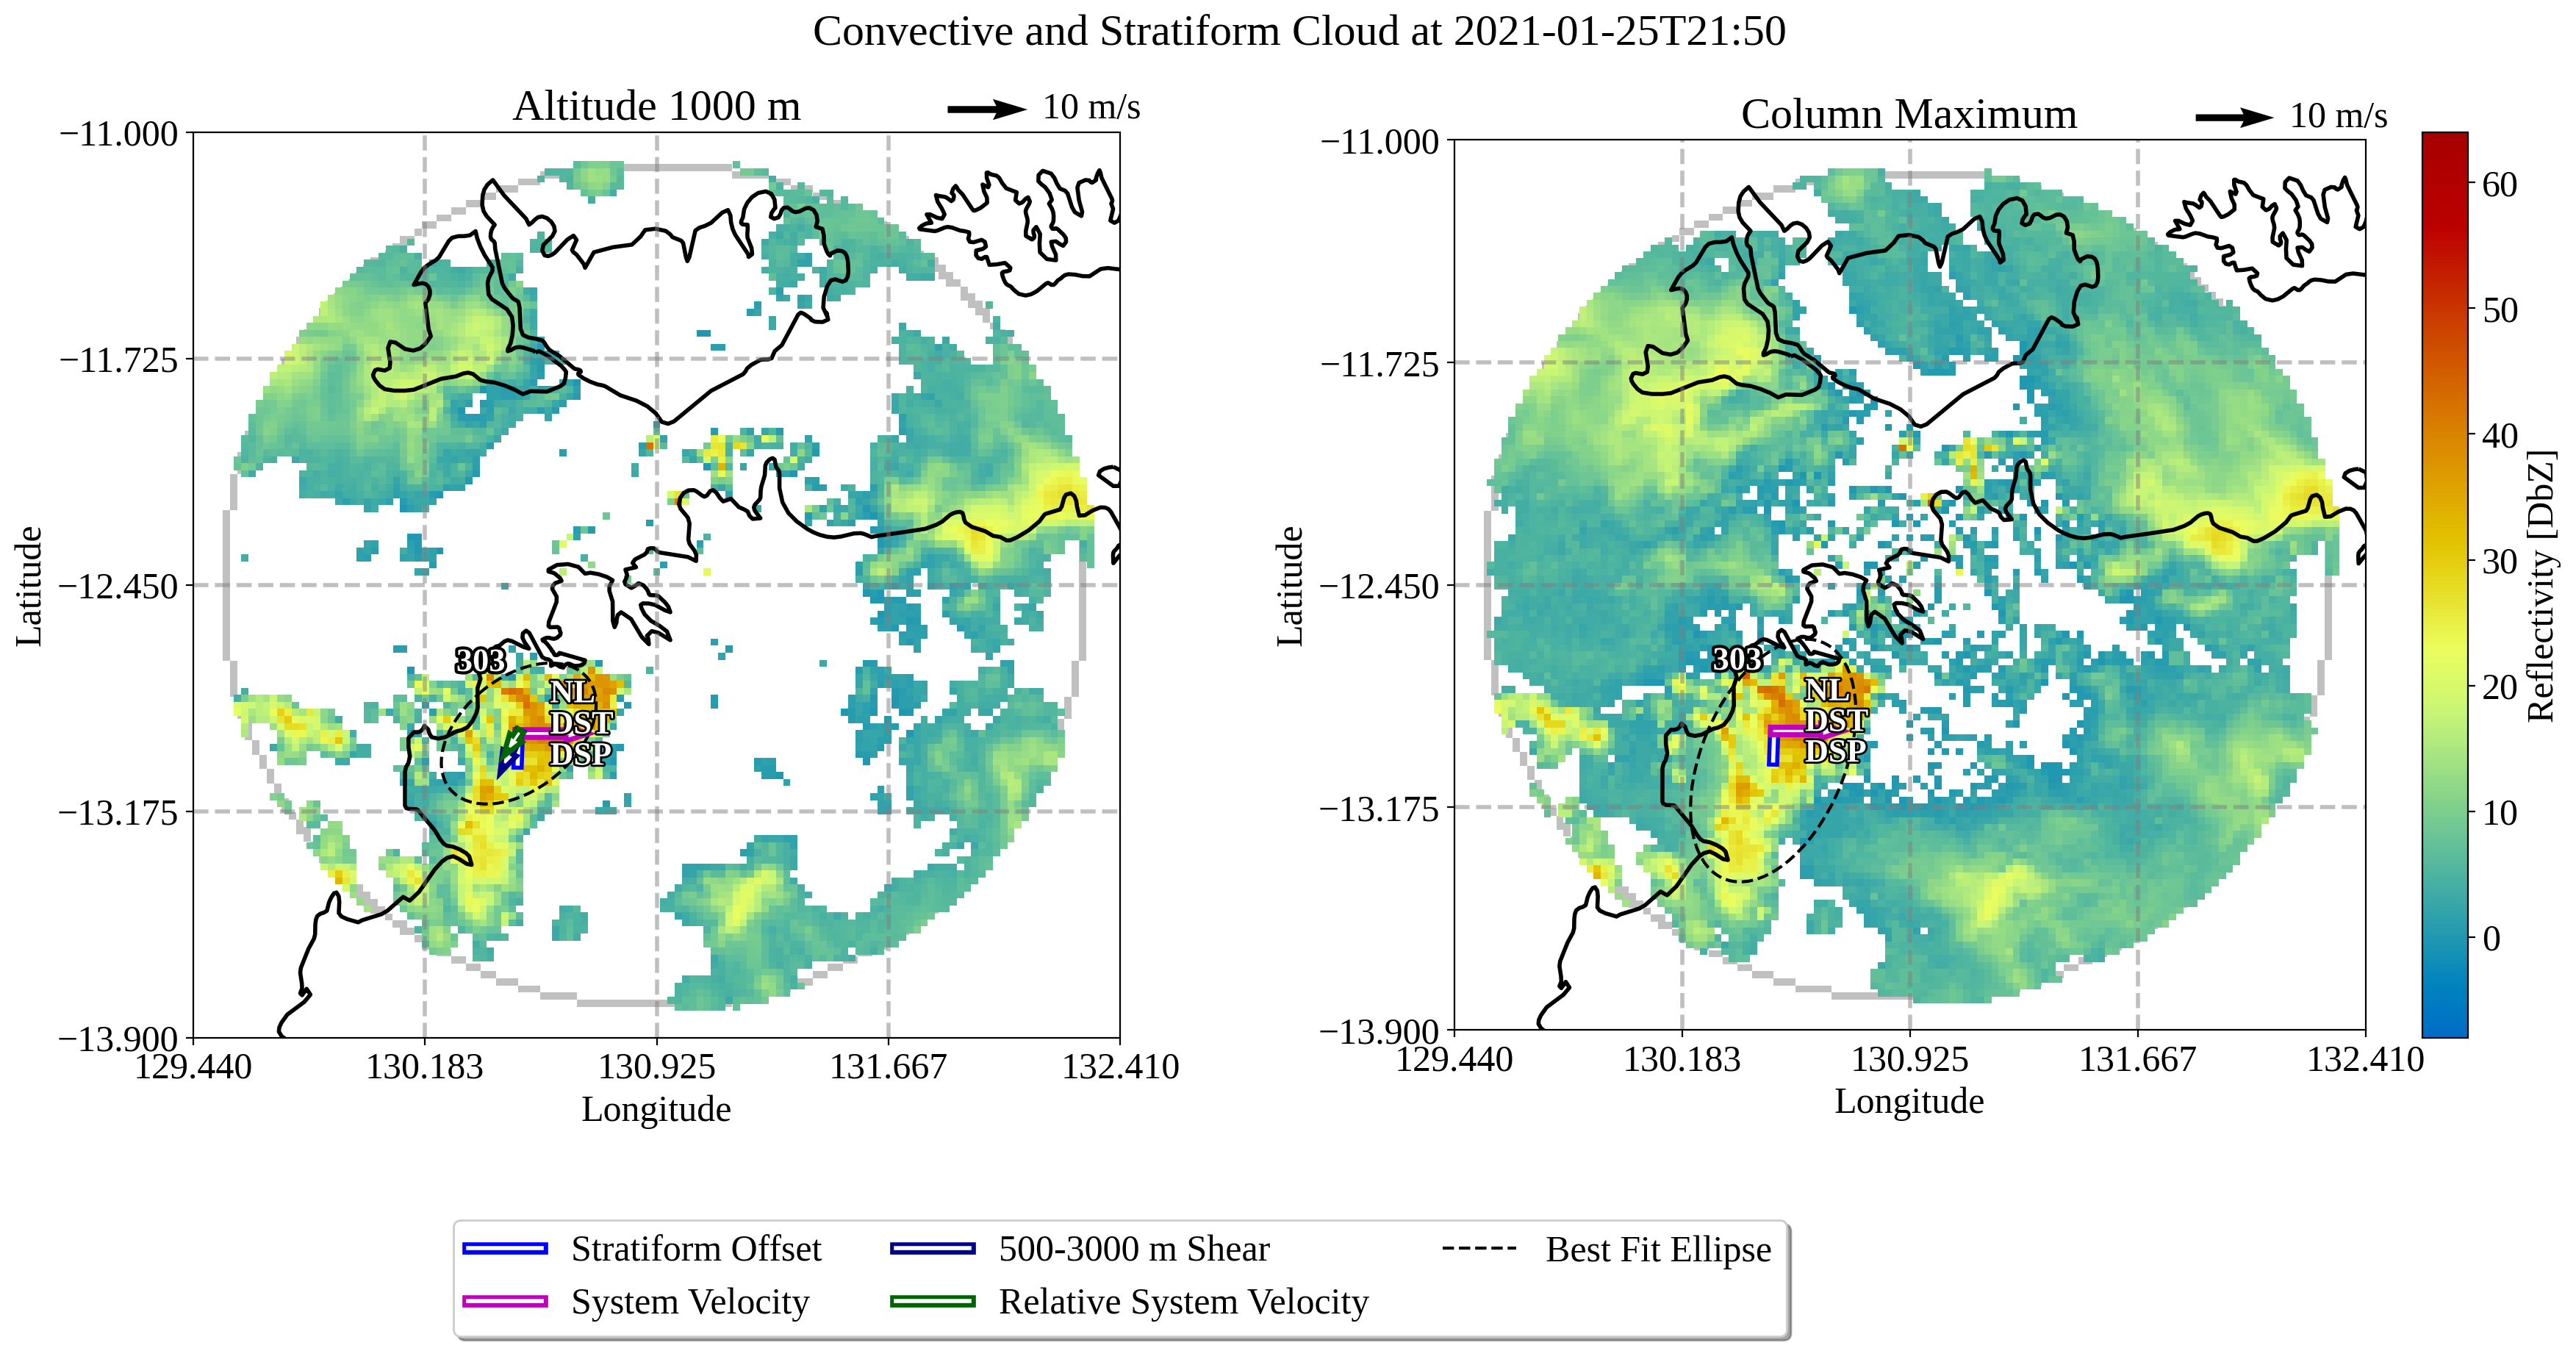 Convective and Stratiform Cloud at 2021-01-25T21:50
Altitude 1000 m
10 m/s
−11.000
−11.725
−12.450
−13.175
−13.900
Latitude
303
NL
DST
DSP
129.440
130.183
130.925
131.667
132.410
Longitude
Column Maximum
10 m/s
−11.000
−11.725
−12.450
−13.175
−13.900
Latitude
303
NL
DST
DSP
129.440
130.183
130.925
131.667
132.410
Longitude
60
50
40
30
20
10
0
Reflectivity [DbZ]
Stratiform Offset
System Velocity
500-3000 m Shear
Relative System Velocity
Best Fit Ellipse